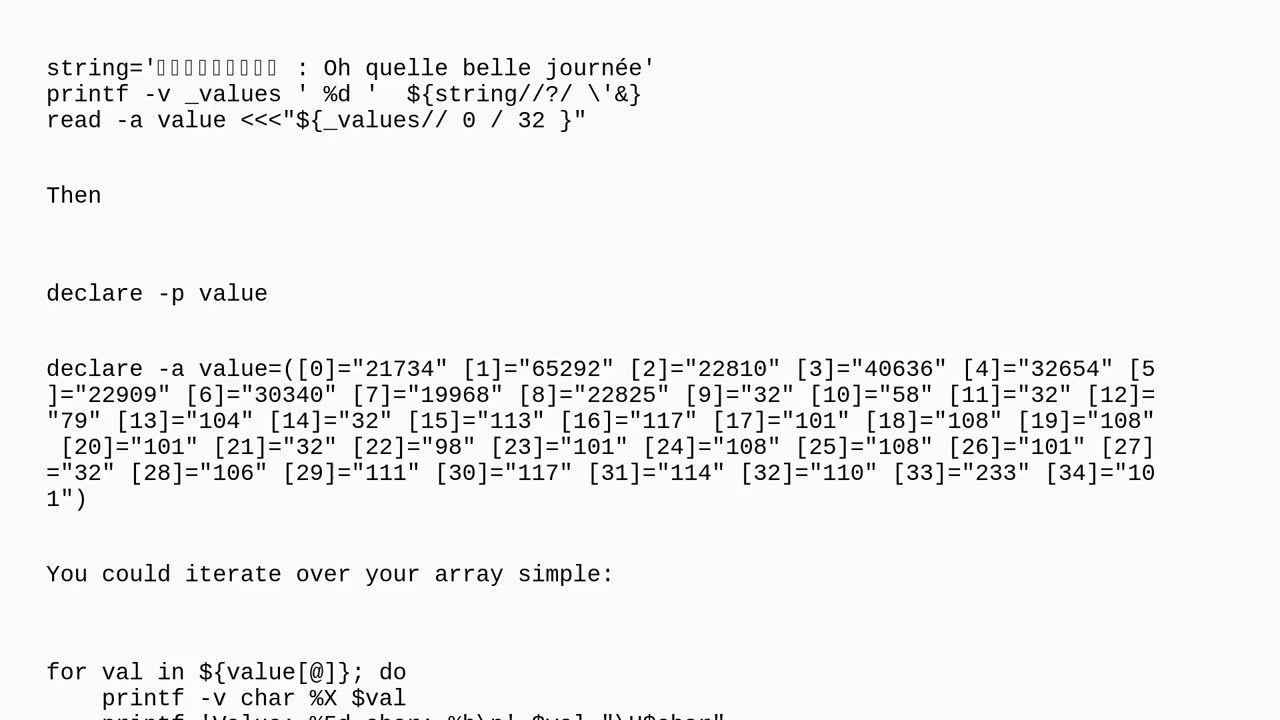 string='▯▯▯▯▯▯▯▯▯ : Oh quelle belle journée'
printf -v _values ' %d '  ${string//?/ \'&}
read -a value <<<"${_values// 0 / 32 }"
Then
declare -p value
declare -a value=([0]="21734" [1]="65292" [2]="22810" [3]="40636" [4]="32654" [5
]="22909" [6]="30340" [7]="19968" [8]="22825" [9]="32" [10]="58" [11]="32" [12]=
"79" [13]="104" [14]="32" [15]="113" [16]="117" [17]="101" [18]="108" [19]="108"
 [20]="101" [21]="32" [22]="98" [23]="101" [24]="108" [25]="108" [26]="101" [27]
="32" [28]="106" [29]="111" [30]="117" [31]="114" [32]="110" [33]="233" [34]="10
1")
You could iterate over your array simple:
for val in ${value[@]}; do
    printf -v char %X $val